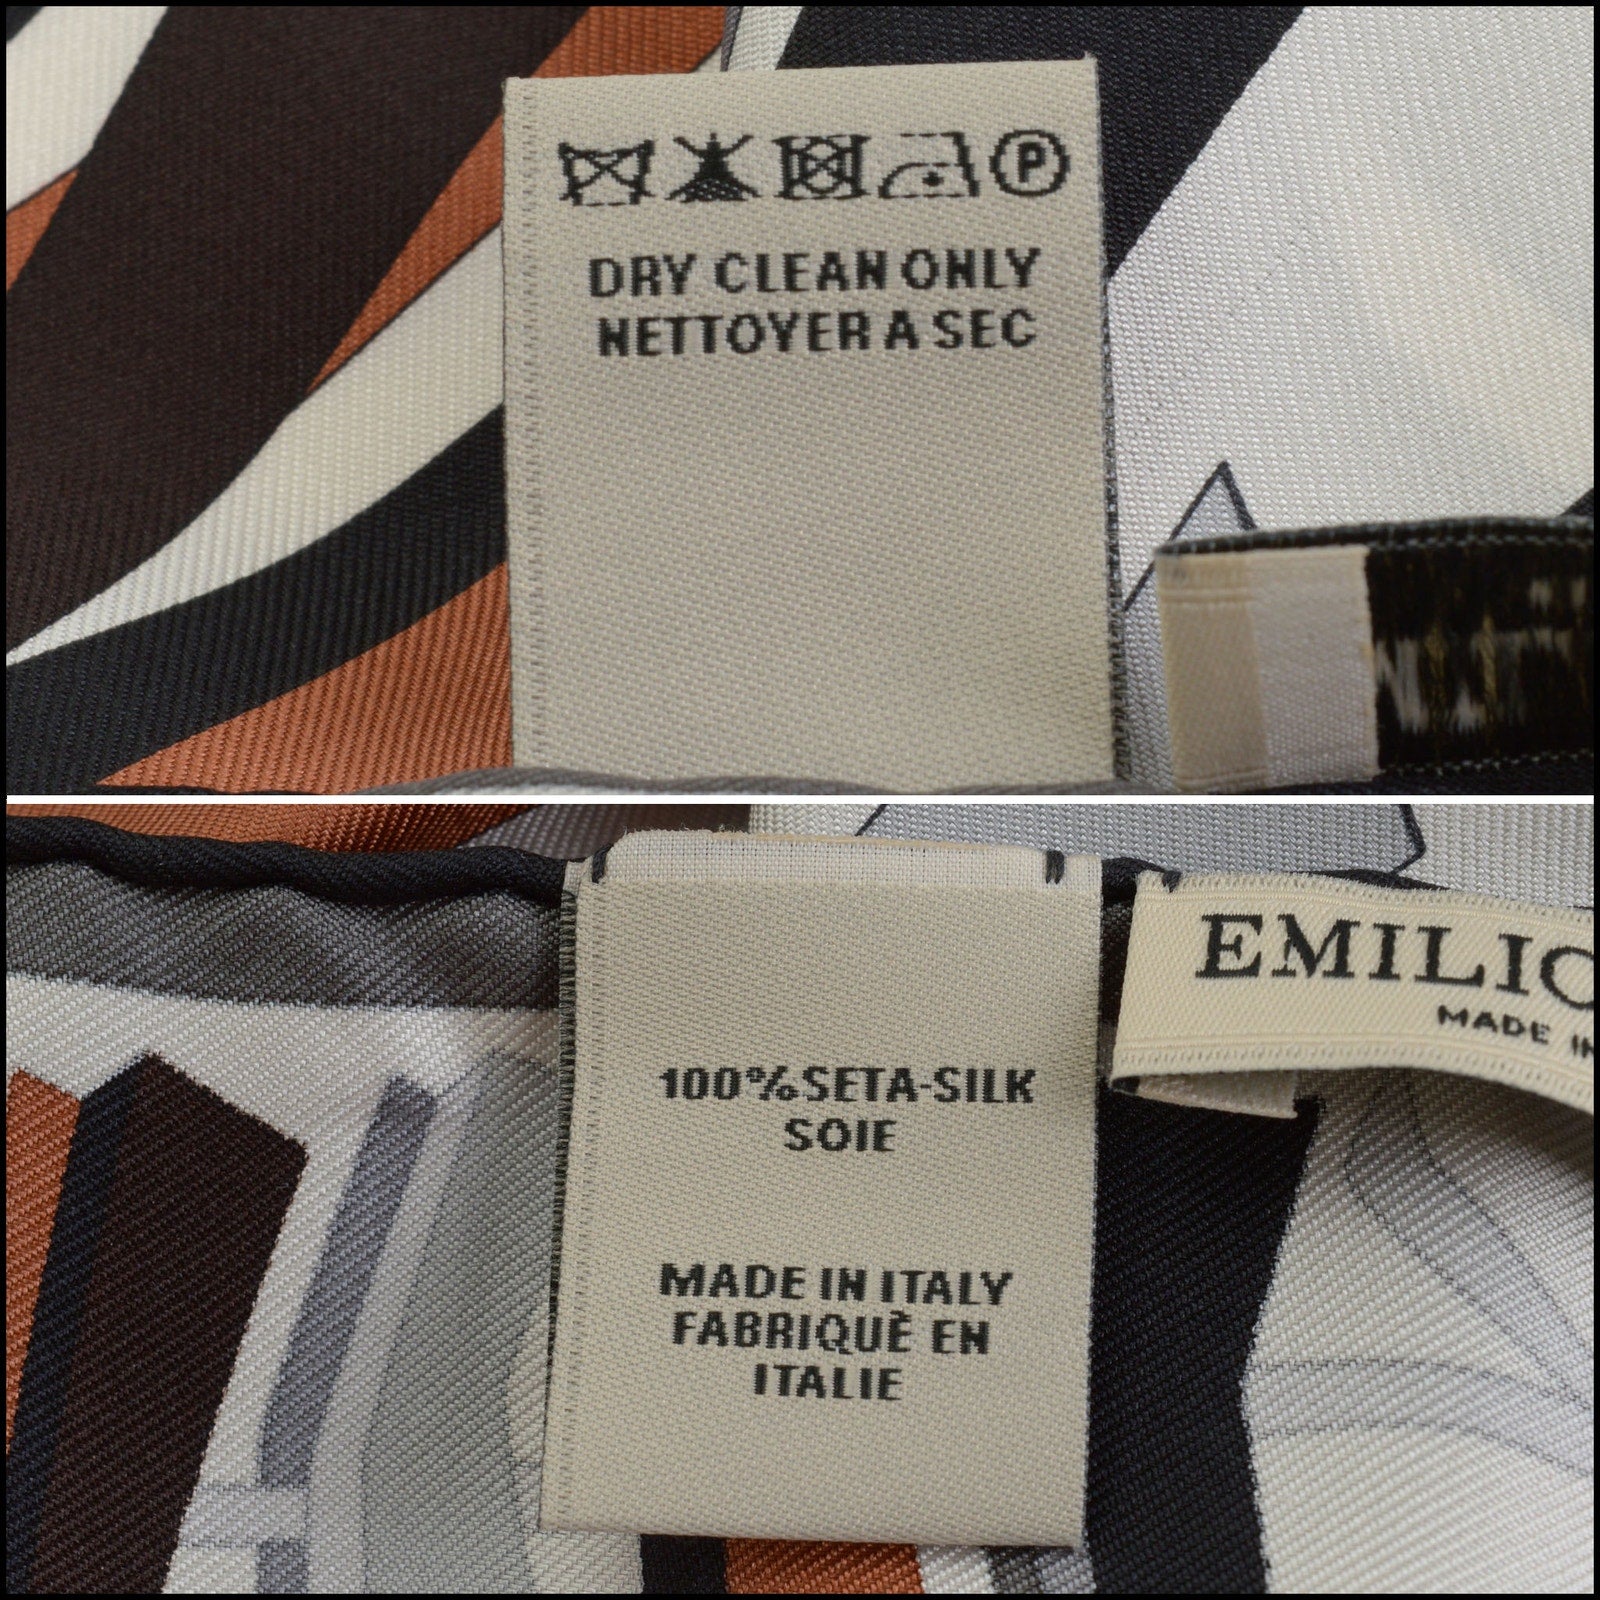 P
DRY CLEAN ONLY
NETTOYER A SEC
EMILIO
MADE IN
100% SETA-SILK
SOIE
MADE IN ITALY
FABRIQUÈ EN
ITALIE